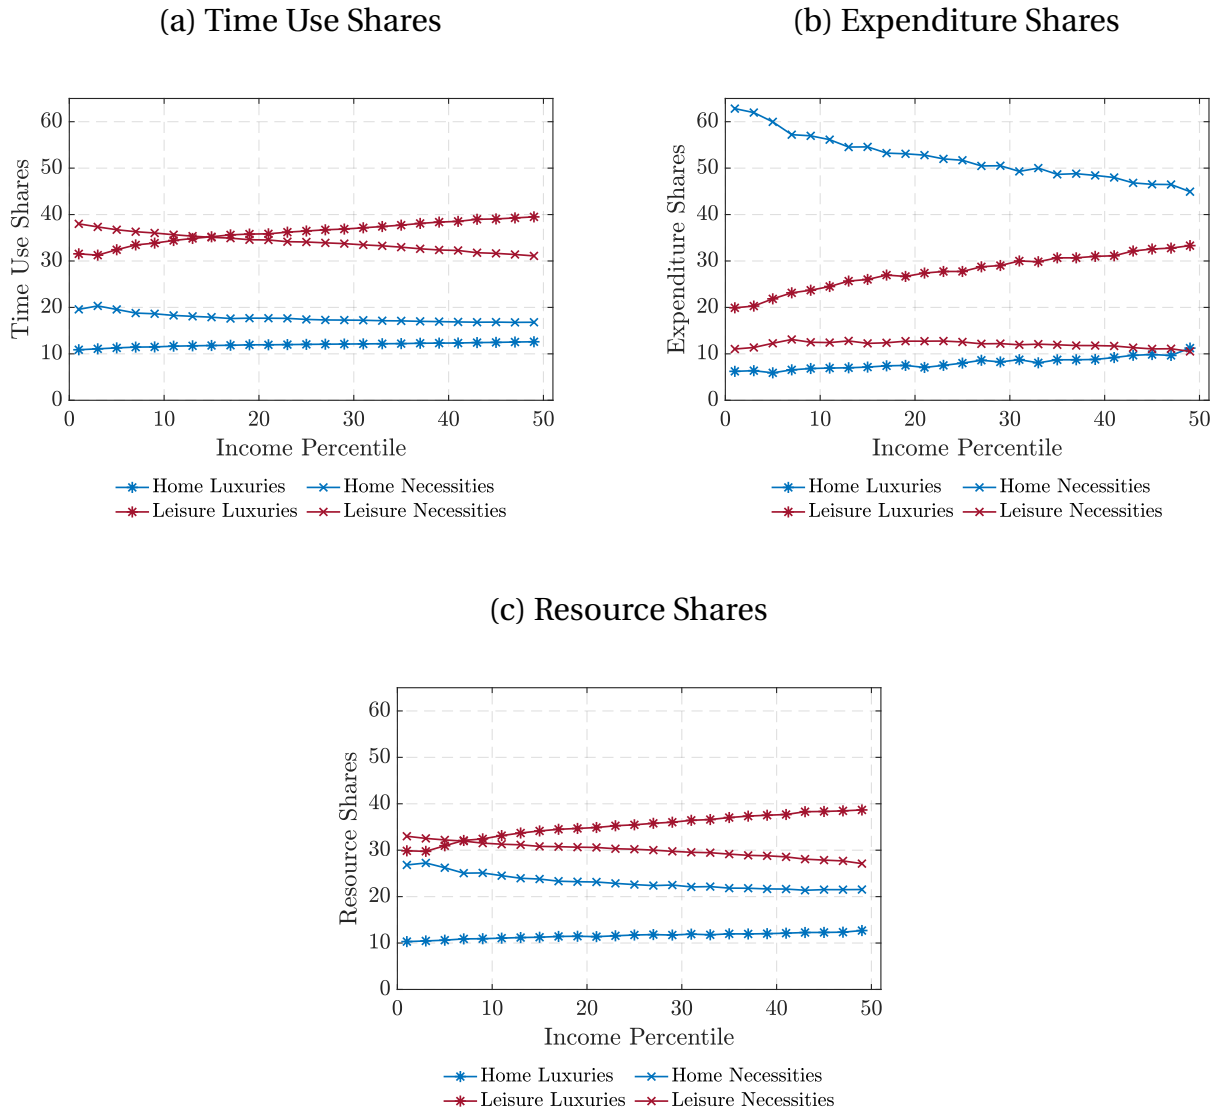 (a) Time Use Shares
60
50
40
30
20
10
0
Time Use Shares
0 10 20 30 40 50
Income Percentile
Home Luxuries Home Necessities
Leisure Luxuries Leisure Necessities
(b) Expenditure Shares
60
50
40
30
20
10
0
Expenditure Shares
0 10 20 30 40 50
Income Percentile
Home Luxuries Home Necessities
Leisure Luxuries Leisure Necessities
(c) Resource Shares
60
50
40
30
20
10
0
Resource Shares
0 10 20 30 40 50
Income Percentile
Home Luxuries Home Necessities
Leisure Luxuries Leisure Necessities